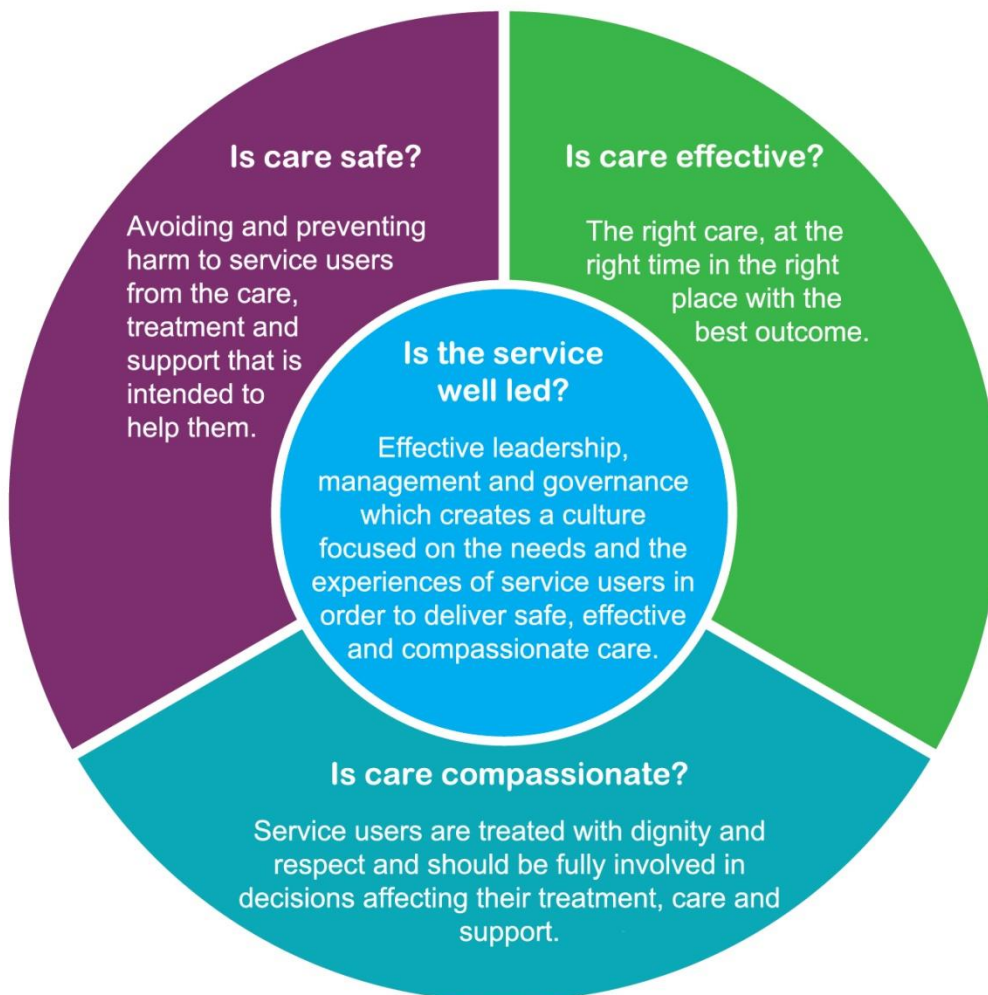 Is care safe?
Avoiding and preventing
harm to service users
from the care,
treatment and
support that is
intended to
help them.
Is care effective?
The right care, at the
right time in the right
place with the
best outcome.
Is the service
well led?
Effective leadership,
management and governance
which creates a culture
focused on the needs and the
experiences of service users in
order to deliver safe, effective
and compassionate care.
Is care compassionate?
Service users are treated with dignity and
respect and should be fully involved in
decisions affecting their treatment, care and
support.